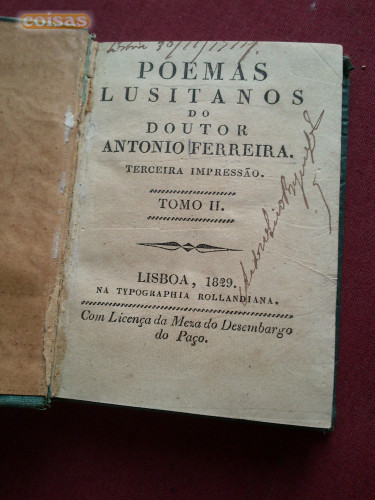 coisas
POEMAS
LUSITANOS
DO
DOUTOR
ANTONIO FERREIRA.
TERCEIRA IMPRESSÃO.
TOMO II.
LISBOA, 1829.
NA TYPOGRAPHIA ROLLANDIANA.
Com Licença da Meza do Desembargo
do Paço.